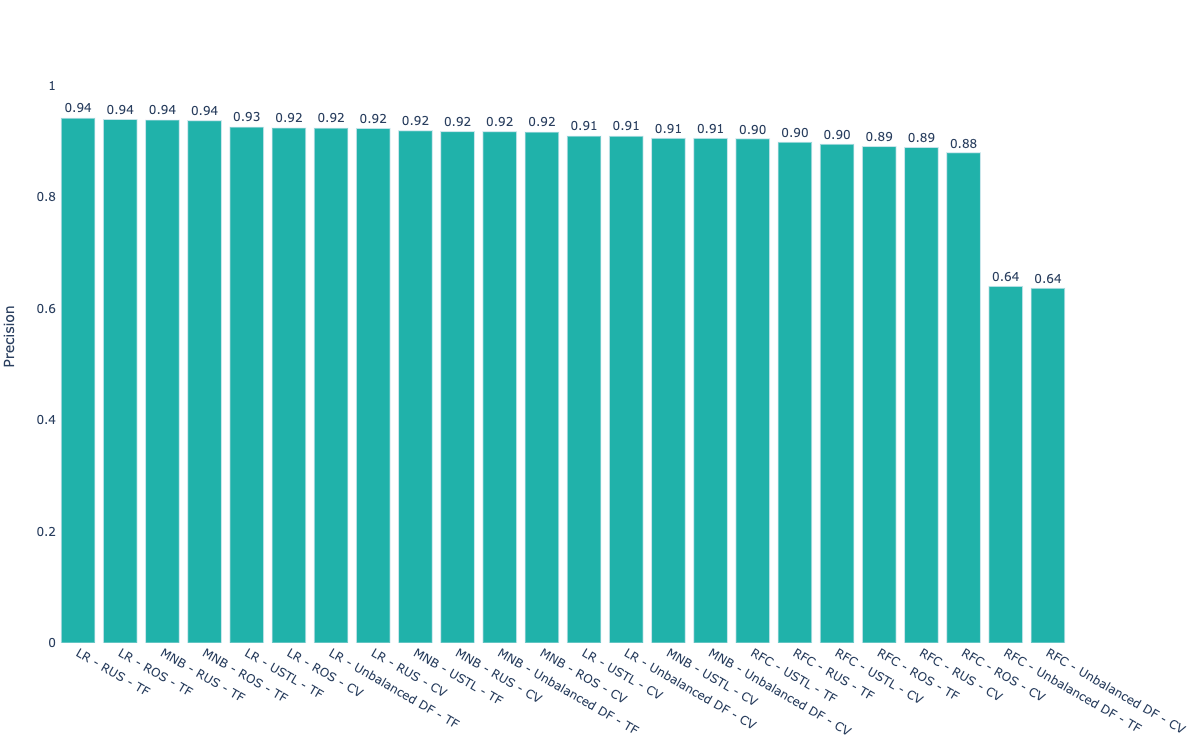 Precision
1
0.8
0.6
0.4
0.2
0
0.94
0.94
0.94
0.94
0.93
0.92
0.92
0.92
0.92
0.92
0.92
0.92
0.91
0.91
0.91
0.91
0.90
0.90
0.90
0.89
0.89
0.88
0.64
0.64
LR - RUS - TF
LR - ROS - TF
MNB - RUS - TF
MNB - ROS - TF
LR - USTL - TF
LR - ROS - CV
LR - Unbalanced DF - TF
LR - RUS - CV
MNB - USTL - TF
MNB - RUS - CV
MNB - Unbalanced DF - TF
MNB - ROS - CV
LR - USTL - CV
LR - Unbalanced DF - CV
MNB - USTL - CV
MNB - Unbalanced DF - CV
RFC - USTL - TF
RFC - RUS - TF
RFC - USTL - CV
RFC - ROS - TF
RFC - RUS - CV
RFC - ROS - CV
RFC - Unbalanced DF - TF
RFC - Unbalanced DF - CV